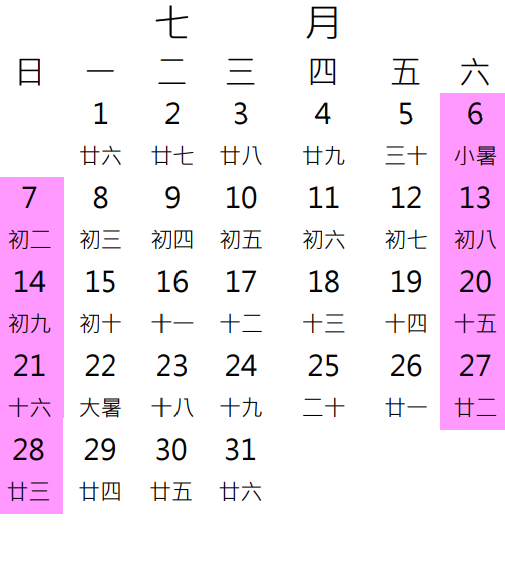 七 月
日 一 二 三 四 五 六
1 2 3 4 5 6
廿六 廿七 廿八 廿九 三十 小暑
7 8 9 10 11 12 13
初二 初三 初四 初五 初六 初七 初八
14 15 16 17 18 19 20
初九 初十 十一 十二 十三 十四 十五
21 22 23 24 25 26 27
十六 大暑 十八 十九 二十 廿一 廿二
28 29 30 31
廿三 廿四 廿五 廿六